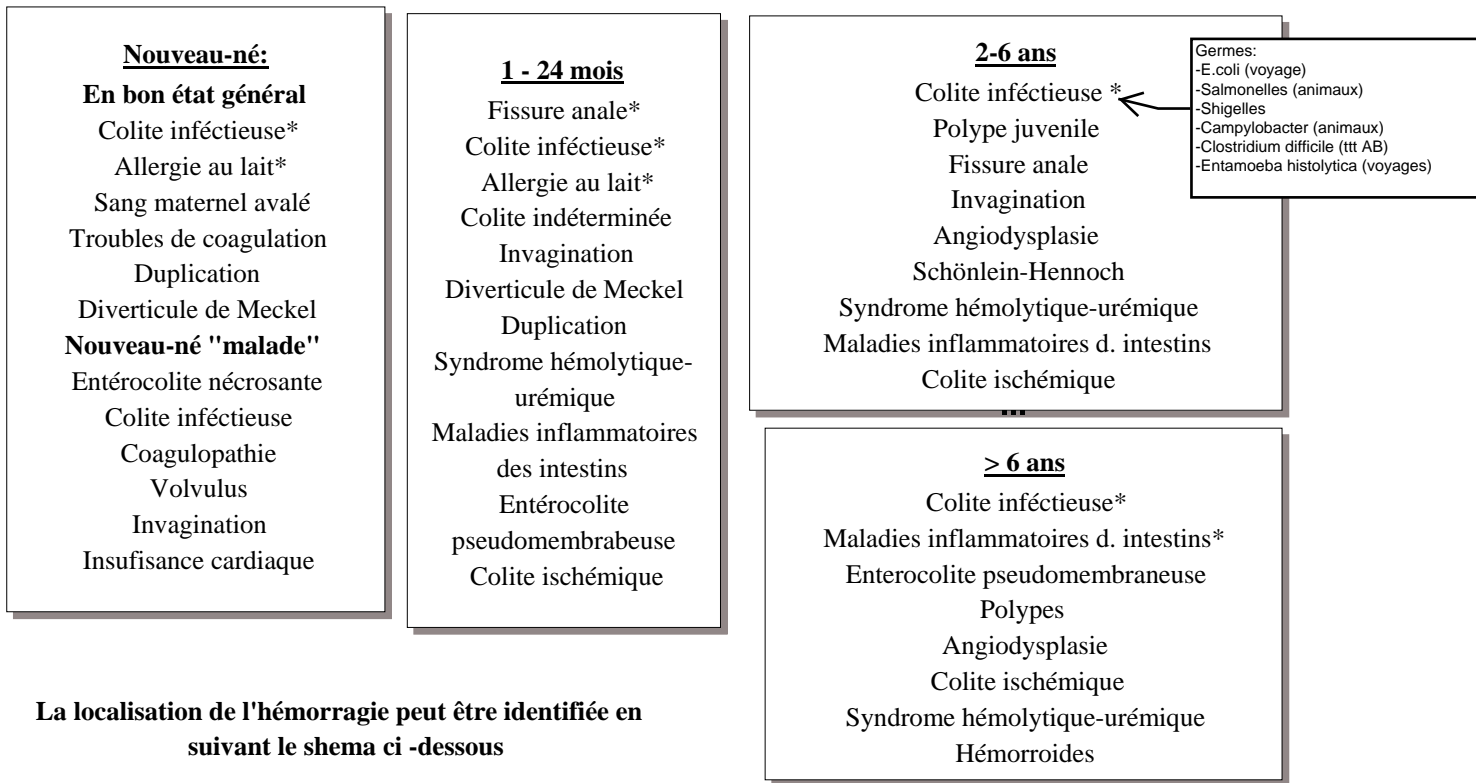 Nouveau-né:
En bon état général
Colite inféctieuse*
Allergie au lait*
Sang maternel avalé
Troubles de coagulation
Duplication
Diverticule de Meckel
Nouveau-né "malade"
Entérocolite nécrosante
Colite inféctieuse
Coagulopathie
Volvulus
Invagination
Insufisance cardiaque
1 - 24 mois
Fissure anale*
Colite inféctieuse*
Allergie au lait*
Colite indéterminée
Invagination
Diverticule de Meckel
Duplication
Syndrome hémolytique-
urémique
Maladies inflammatoires
des intestins
Entérocolite
pseudomembrabeuse
Colite ischémique
2-6 ans
Colite inféctieuse *
Polype juvenile
Fissure anale
Invagination
Angiodysplasie
Schönlein-Hennoch
Syndrome hémolytique-urémique
Maladies inflammatoires d. intestins
Colite ischémique
Germes:
-E.coli (voyage)
-Salmonelles (animaux)
-Shigelles
-Campylobacter (animaux)
-Clostridium difficile (ttt AB)
-Entamoeba histolytica (voyages)
> 6 ans
Colite inféctieuse*
Maladies inflammatoires d. intestins*
Enterocolite pseudomembraneuse
Polypes
Angiodysplasie
Colite ischémique
Syndrome hémolytique-urémique
Hémorroides
La localisation de l'hémorragie peut être identifiée en
suivant le shema ci -dessous